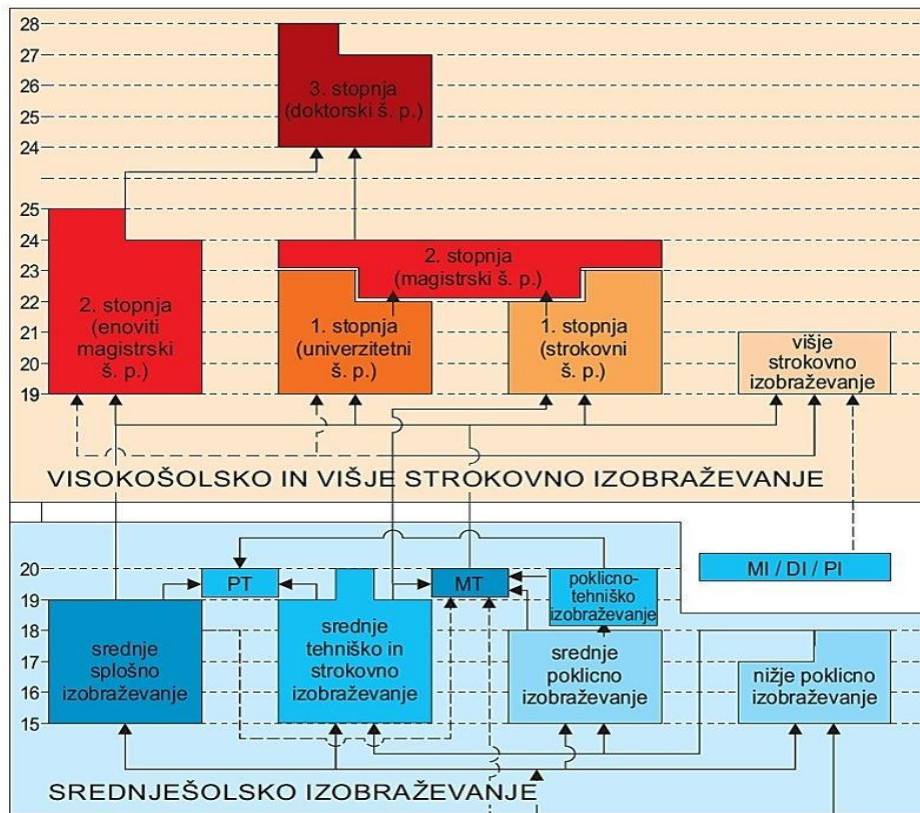 28
27
26
25
24
3. stopnja
(doktorski š. p.)
25
24
23
22
21
20
19
2. stopnja
(enoviti
magistrski
š. p.)
2. stopnja
(magistrski š. p.)
1. stopnja
(univerzitetni
š. p.)
1. stopnja
(strokovni
š. p.)
višje
strokovno
izobraževanje
VISOKOŠOLSKO IN VIŠJE STROKOVNO IZOBRAŽEVANJE
MI / DI / PI
20
19
18
17
16
15
PT
MT
poklicno-
tehniško
izobraževanje
srednje
splošno
izobraževanje
srednje
tehniško in
strokovno
izobraževanje
srednje
poklicno
izobraževanje
nižje poklicno
izobraževanje
SREDNJEŠOLSKO IZOBRAŽEVANJE